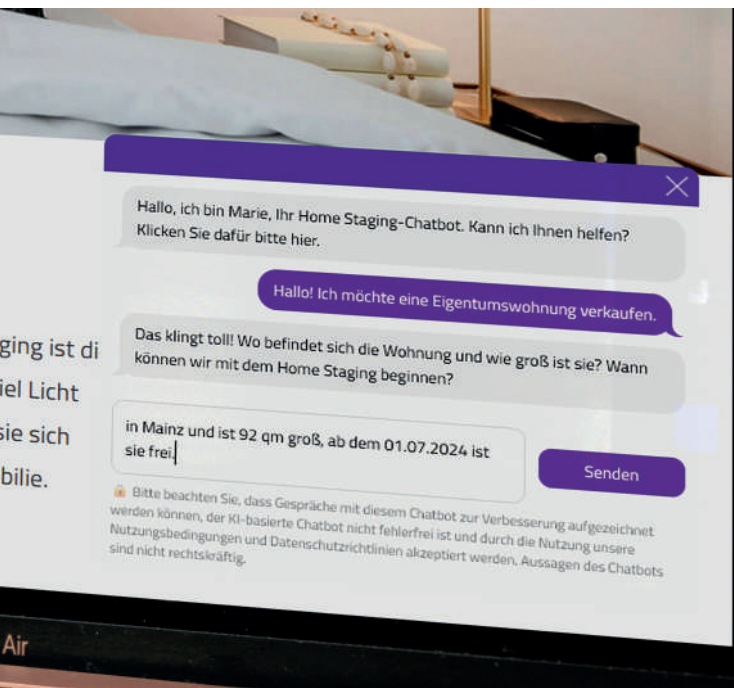 Hallo, ich bin Marie, Ihr Home Staging-Chatbot. Kann ich Ihnen helfen?
Klicken Sie dafür bitte hier.
Hallo! Ich möchte eine Eigentumswohnung verkaufen.
Das klingt toll! Wo befindet sich die Wohnung und wie groß ist sie? Wann
können wir mit dem Home Staging beginnen?
in Mainz und ist 92 qm groß, ab dem 01.07.2024 ist
sie frei.
Senden
Bitte beachten Sie, dass Gespräche mit diesem Chatbot zur Verbesserung aufgezeichnet
werden können, der KI-basierte Chatbot nicht fehlerfrei ist und durch die Nutzung unsere
Nutzungsbedingungen und Datenschutzrichtlinien akzeptiert werden. Aussagen des Chatbots
sind nicht rechtskräftig.
ging ist di
iel Licht
sie sich
bilie.
Air